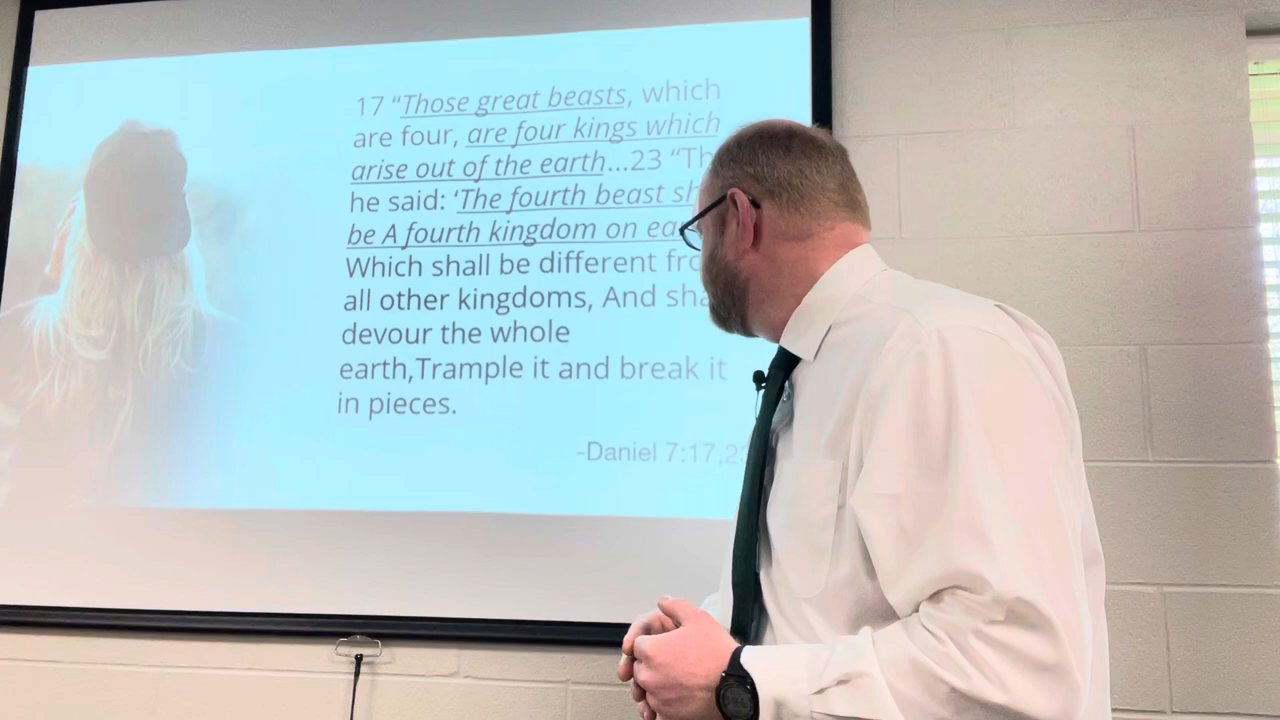 17 “Those great beasts, which
are four, are four kings which
arise out of the earth...23 “Th
he said: ‘The fourth beast sh
be A fourth kingdom on ea
Which shall be different fro
all other kingdoms, And sha
devour the whole
earth,Trample it and break it
in pieces.
-Daniel 7:17,2